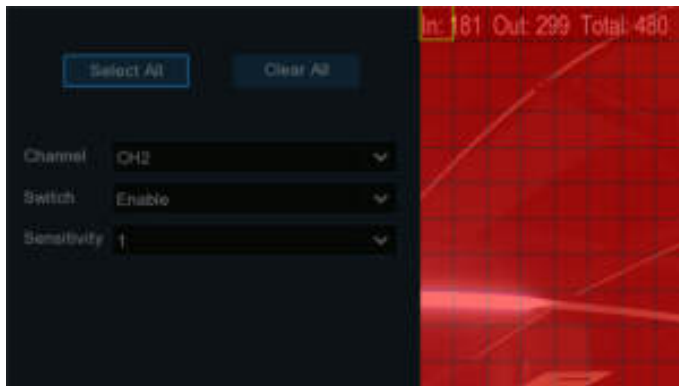 In: 181 Out: 299 Total: 480
Select All Clear All
Channel CH2
Switch Enable
Sensitivity 1